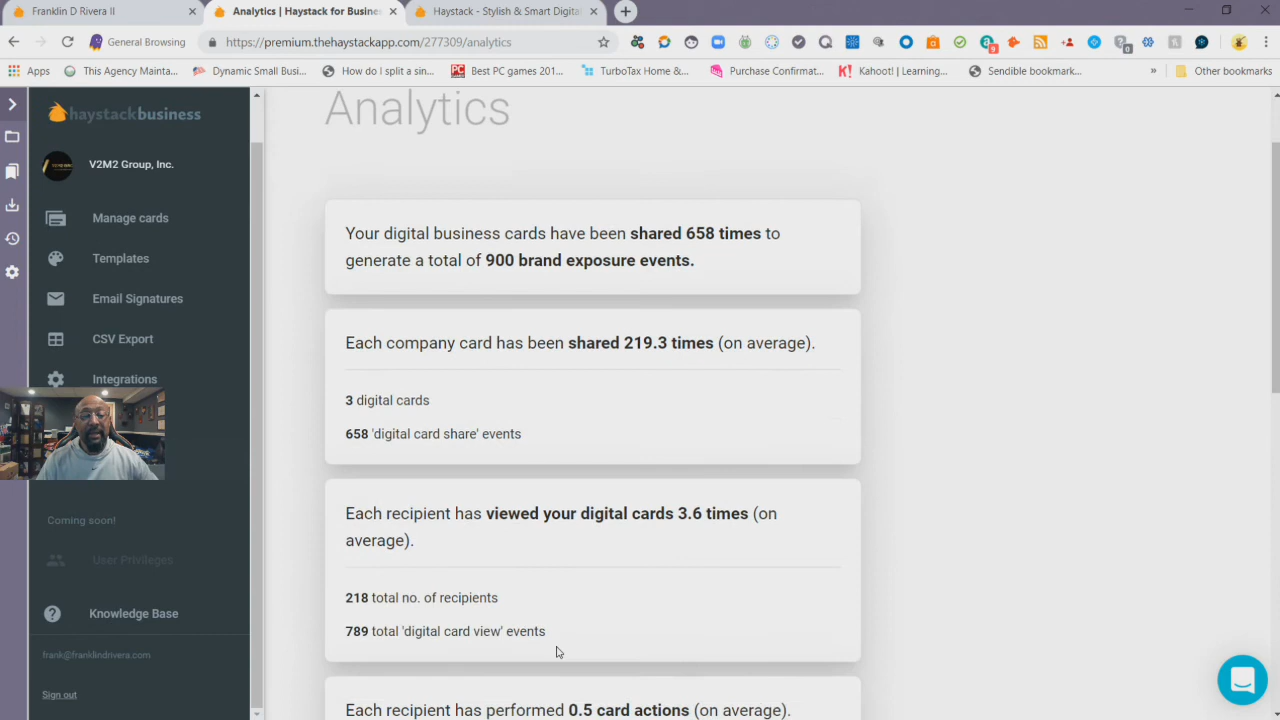 Franklin D Rivera II
Analytics | Haystack for Busine
Haystack - Stylish & Smart Digital
General Browsing
https://premium.thehaystackapp.com/277309/analytics
9
0
Apps
This Agency Mainta...
Dynamic Small Busi...
How do I split a sin...
Best PC games 201...
TurboTax Home &...
Purchase Confirmat...
Kahoot! | Learning...
Sendible bookmark...
»
Other bookmarks
haystackbusiness
V2M2 Group, Inc.
Manage cards
Templates
Email Signatures
CSV Export
Integrations
Coming soon!
User Privileges
Knowledge Base
frank@franklindrivera.com
Sign out
Analytics
Your digital business cards have been shared 658 times to
generate a total of 900 brand exposure events.
Each company card has been shared 219.3 times (on average).
3 digital cards
658 'digital card share' events
Each recipient has viewed your digital cards 3.6 times (on
average).
218 total no. of recipients
789 total 'digital card view' events
Each recipient has performed 0.5 card actions (on average).